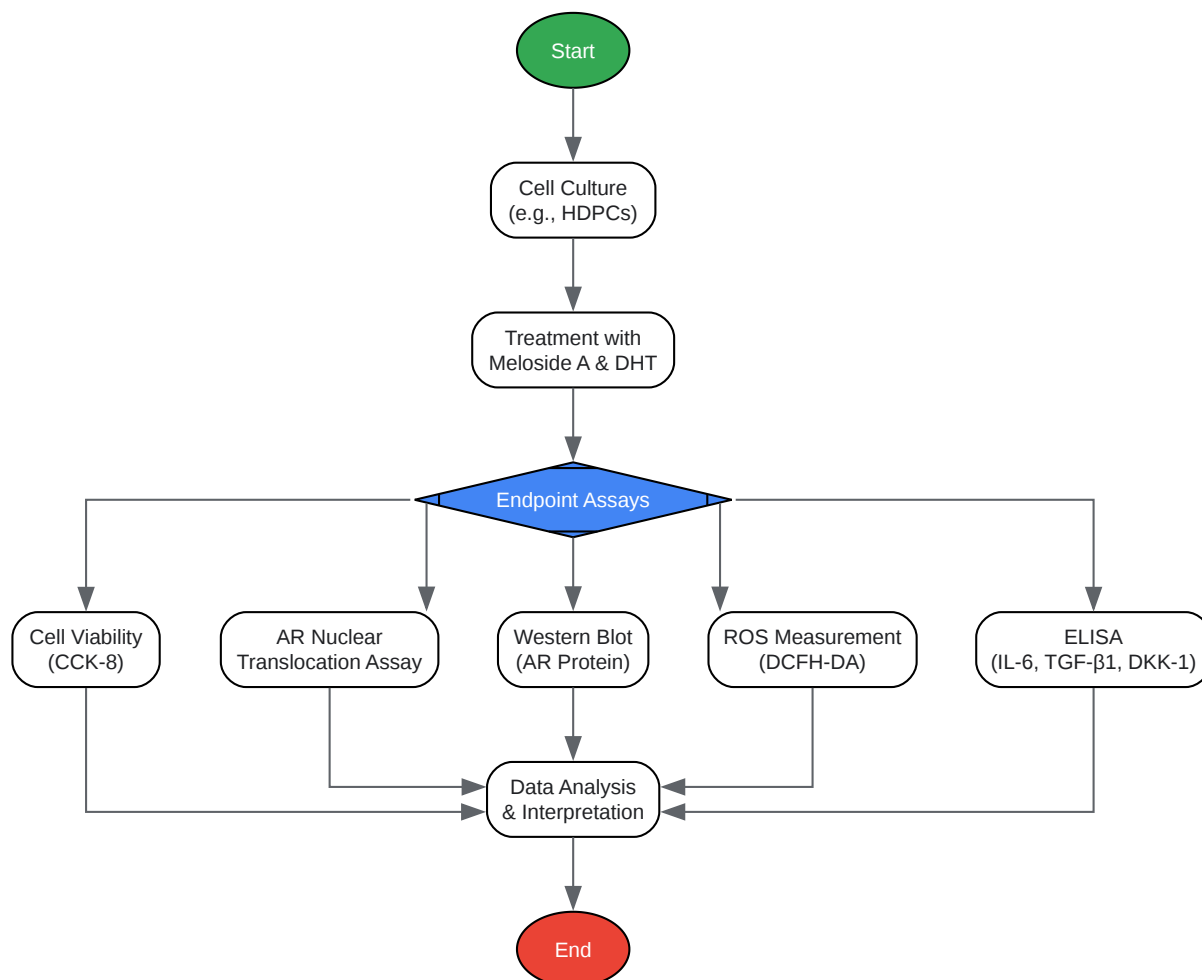 Start
Cell Culture
(e.g., HDPCs)
Treatment with
Meloside A & DHT
Endpoint Assays
Cell Viability
(CCK-8)
AR Nuclear
Translocation Assay
Western Blot
(AR Protein)
ROS Measurement
(DCFH-DA)
ELISA
(IL-6, TGF-β1, DKK-1)
Data Analysis
& Interpretation
End